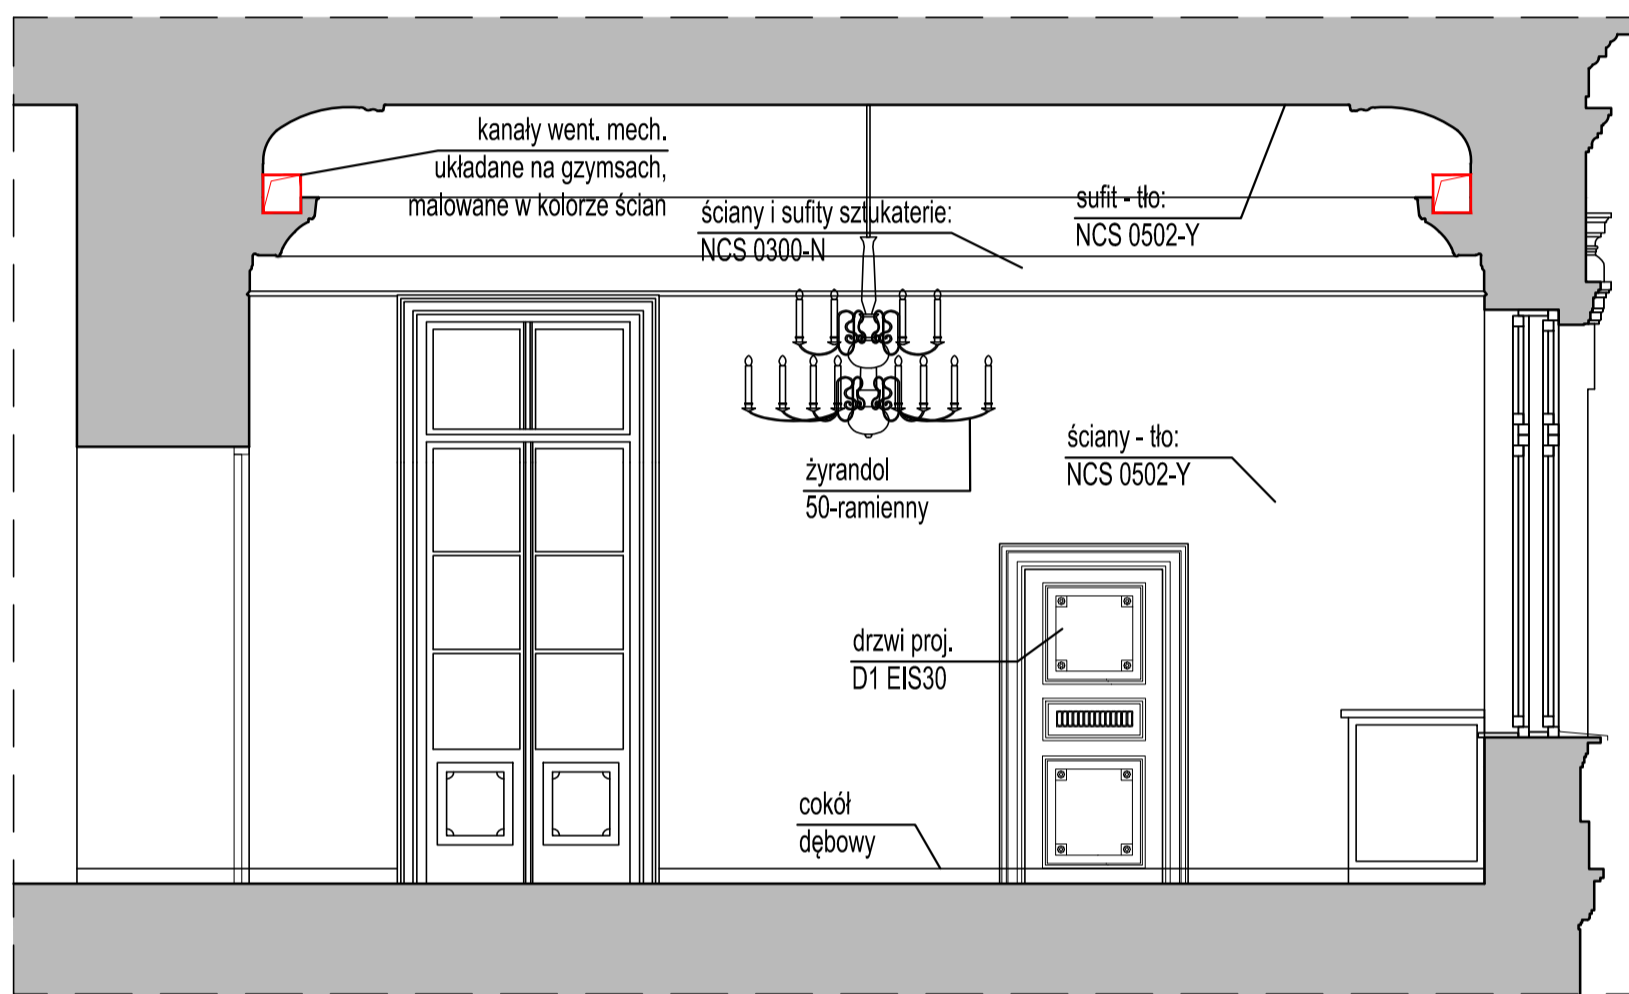 kanały went. mech.
układane na gzymsach,
malowane w kolorze ścian
ściany i sufity sztukaterie:
NCS 0300-N
sufit - tło:
NCS 0502-Y
żyrandol
50-ramienny
ściany - tło:
NCS 0502-Y
drzwi proj.
D1 EIS30
cokół
dębowy